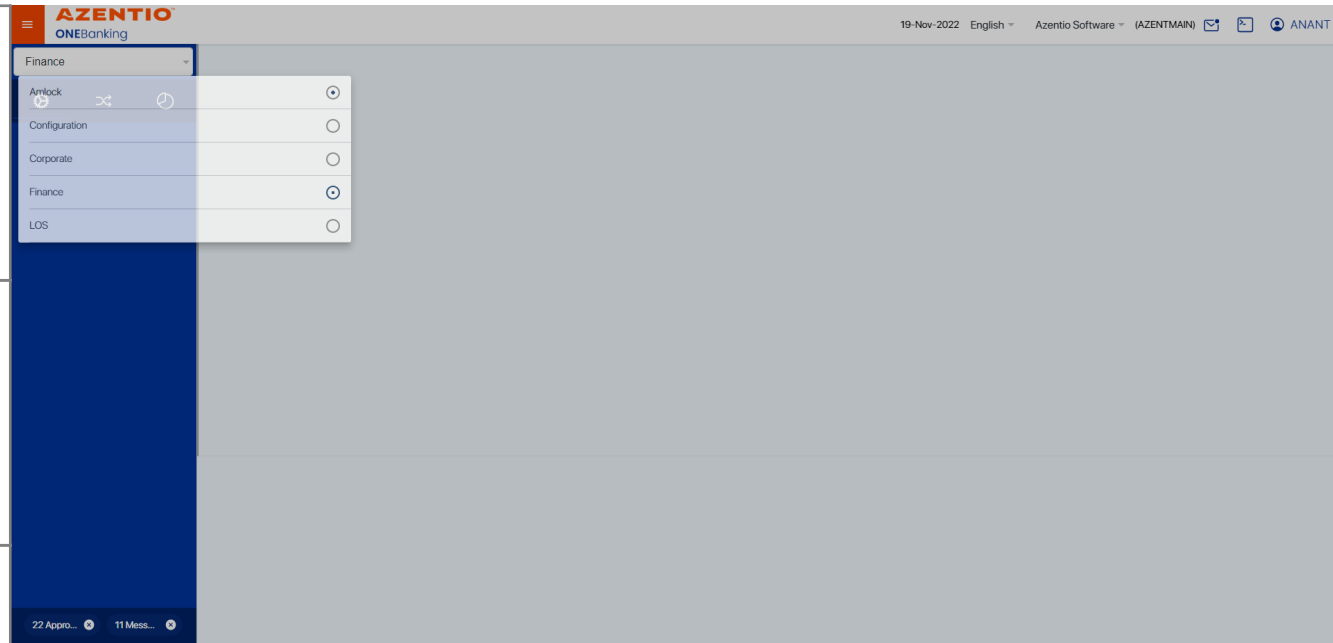 AZENTIO™
ONEBanking
19-Nov-2022 English Azentio Software (AZENTMAIN) ANANT
Finance
Amlock
Configuration
Corporate
Finance
LOS
22 Appro... 11 Mess...